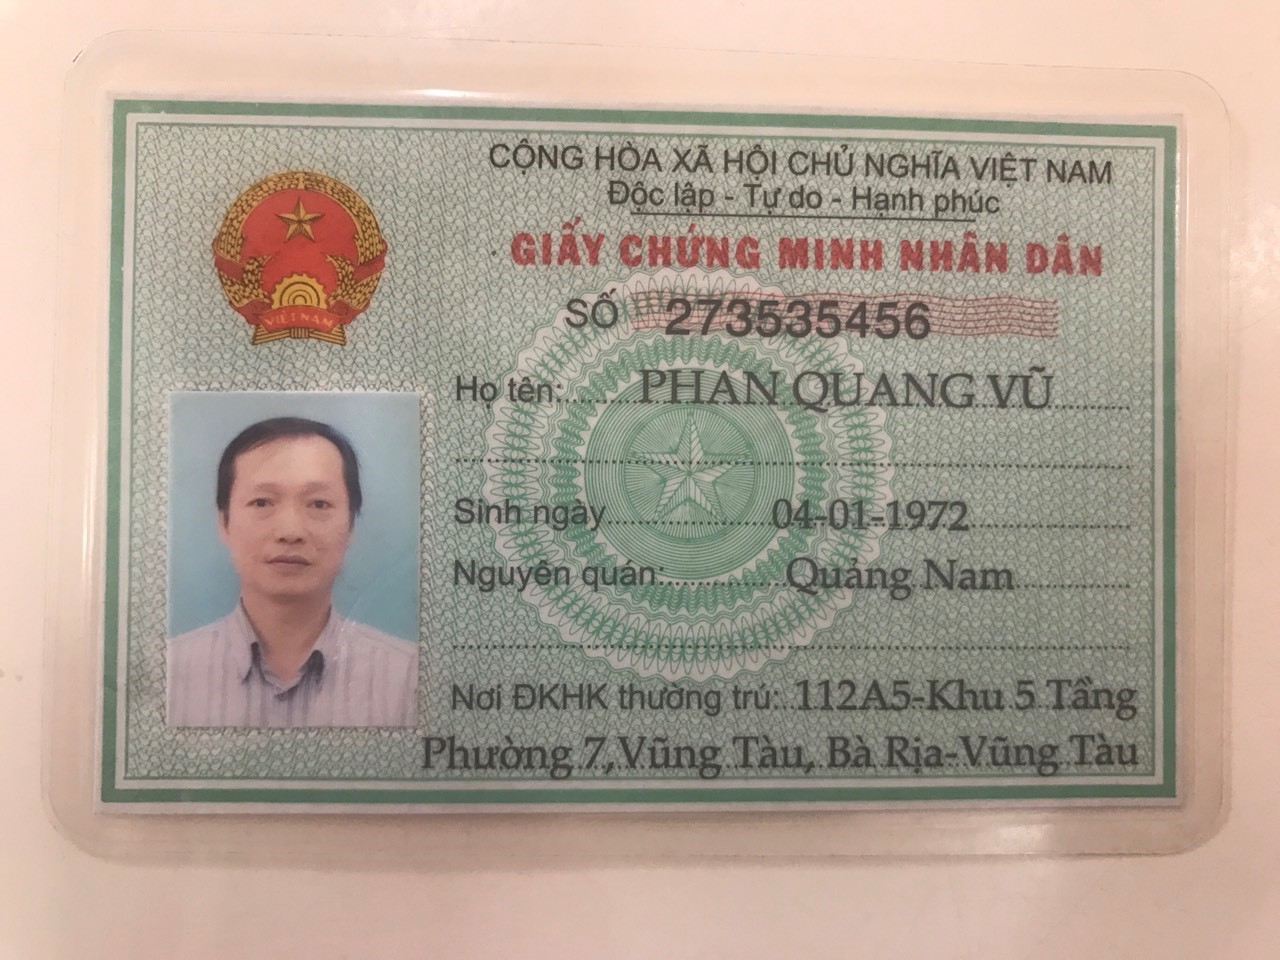 CỘNG HÒA XÃ HỘI CHỦ NGHĨA VIỆT NAM
Độc lập - Tự do - Hạnh phúc
GIẤY CHỨNG MINH NHÂN DÂN
SỐ 273535456
VIỆT NAM
Họ tên: PHAN QUANG VŨ
Sinh ngày 04-01-1972
Nguyên quán: Quảng Nam
Nơi ĐKHK thường trú: 112A5-Khu 5 Tầng
Phường 7,Vũng Tàu, Bà Rịa-Vũng Tàu